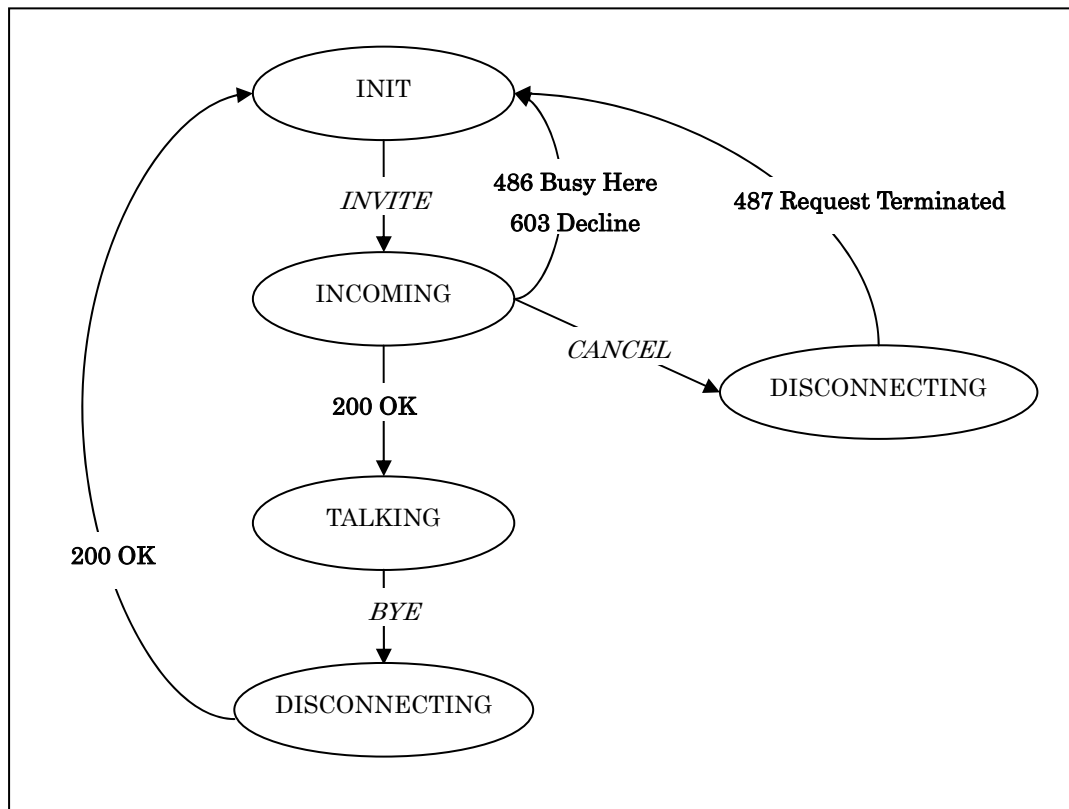 INIT
INVITE
486 Busy Here
603 Decline
487 Request Terminated
INCOMING
CANCEL
DISCONNECTING
200 OK
TALKING
200 OK
BYE
DISCONNECTING